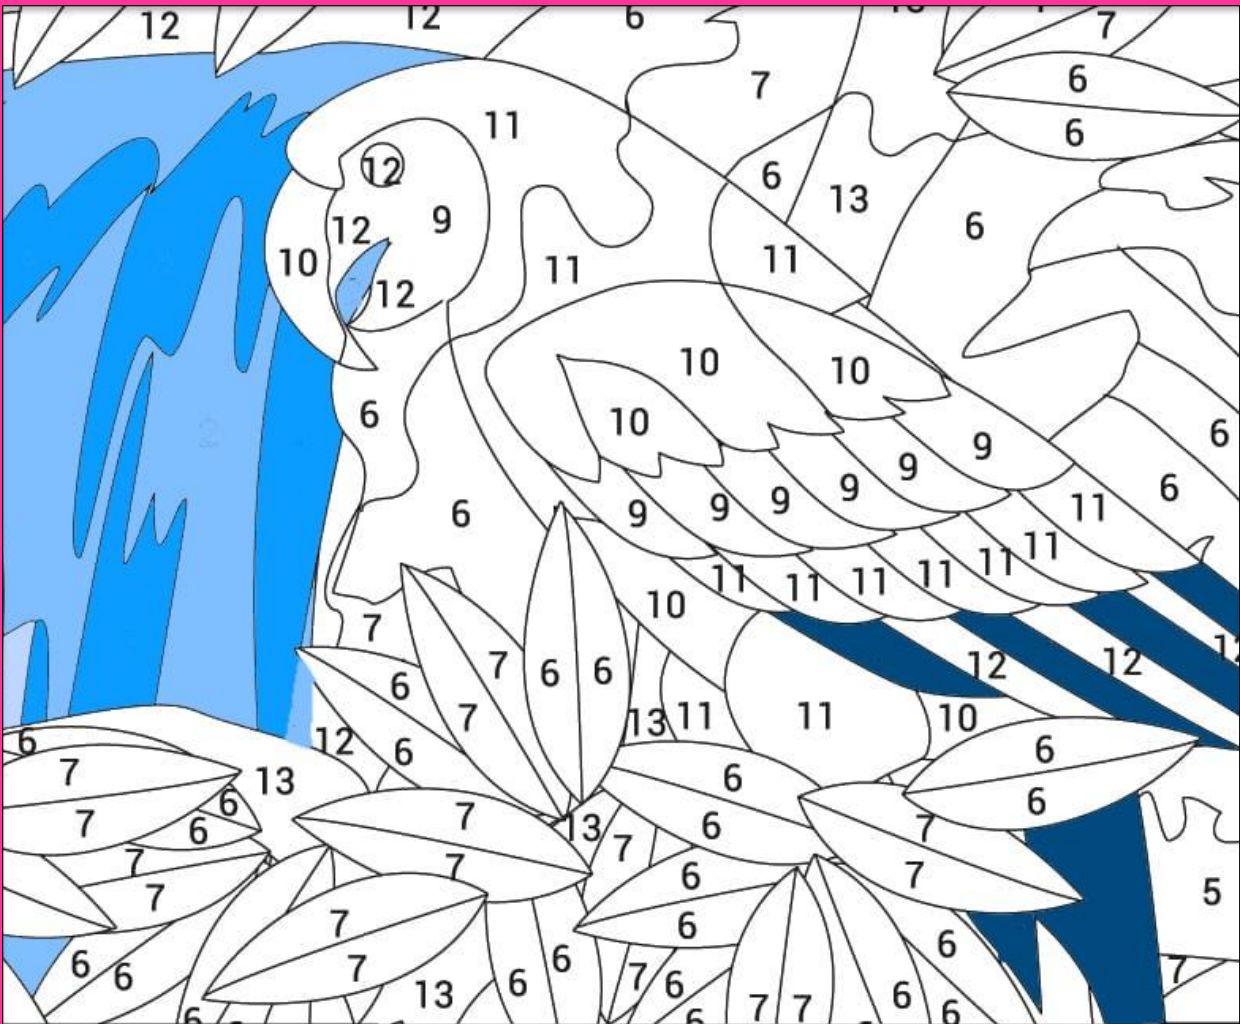 12 12 6 7
7
6
11 6
12 6 13
12 9 6
10 11 11
12
10 10
6 10 9 6
9 6
6 9 9 9 9 11
11 11 11 11 11 11
10
7
7 6 6 12 12 12
6
7 13 11 11 10
6 12 6 6
7 13 6 6
6 7 6
7 6 13 6 7
7 7 7 6 7
7 6 5
7 6
6 6 7 6 6 7 6 7
13 6 7 7 6 6
6 6